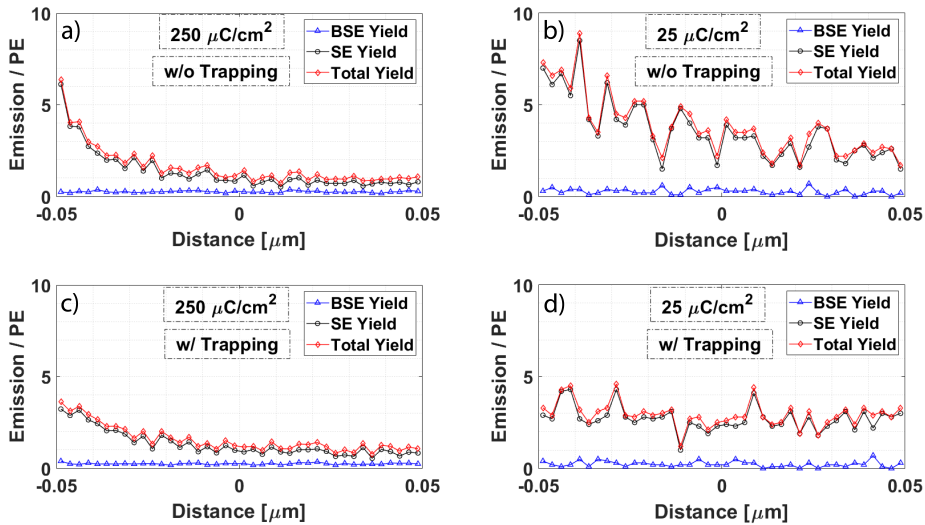 a)
10
5
0
Emission / PE
250 μC/cm²
w/o Trapping
BSE Yield
SE Yield
Total Yield
-0.05
0
0.05
Distance [μm]
b)
10
5
0
Emission / PE
25 μC/cm²
w/o Trapping
BSE Yield
SE Yield
Total Yield
-0.05
0
0.05
Distance [μm]
c)
10
5
0
Emission / PE
250 μC/cm²
w/ Trapping
BSE Yield
SE Yield
Total Yield
-0.05
0
0.05
Distance [μm]
d)
10
5
0
Emission / PE
25 μC/cm²
w/ Trapping
BSE Yield
SE Yield
Total Yield
-0.05
0
0.05
Distance [μm]